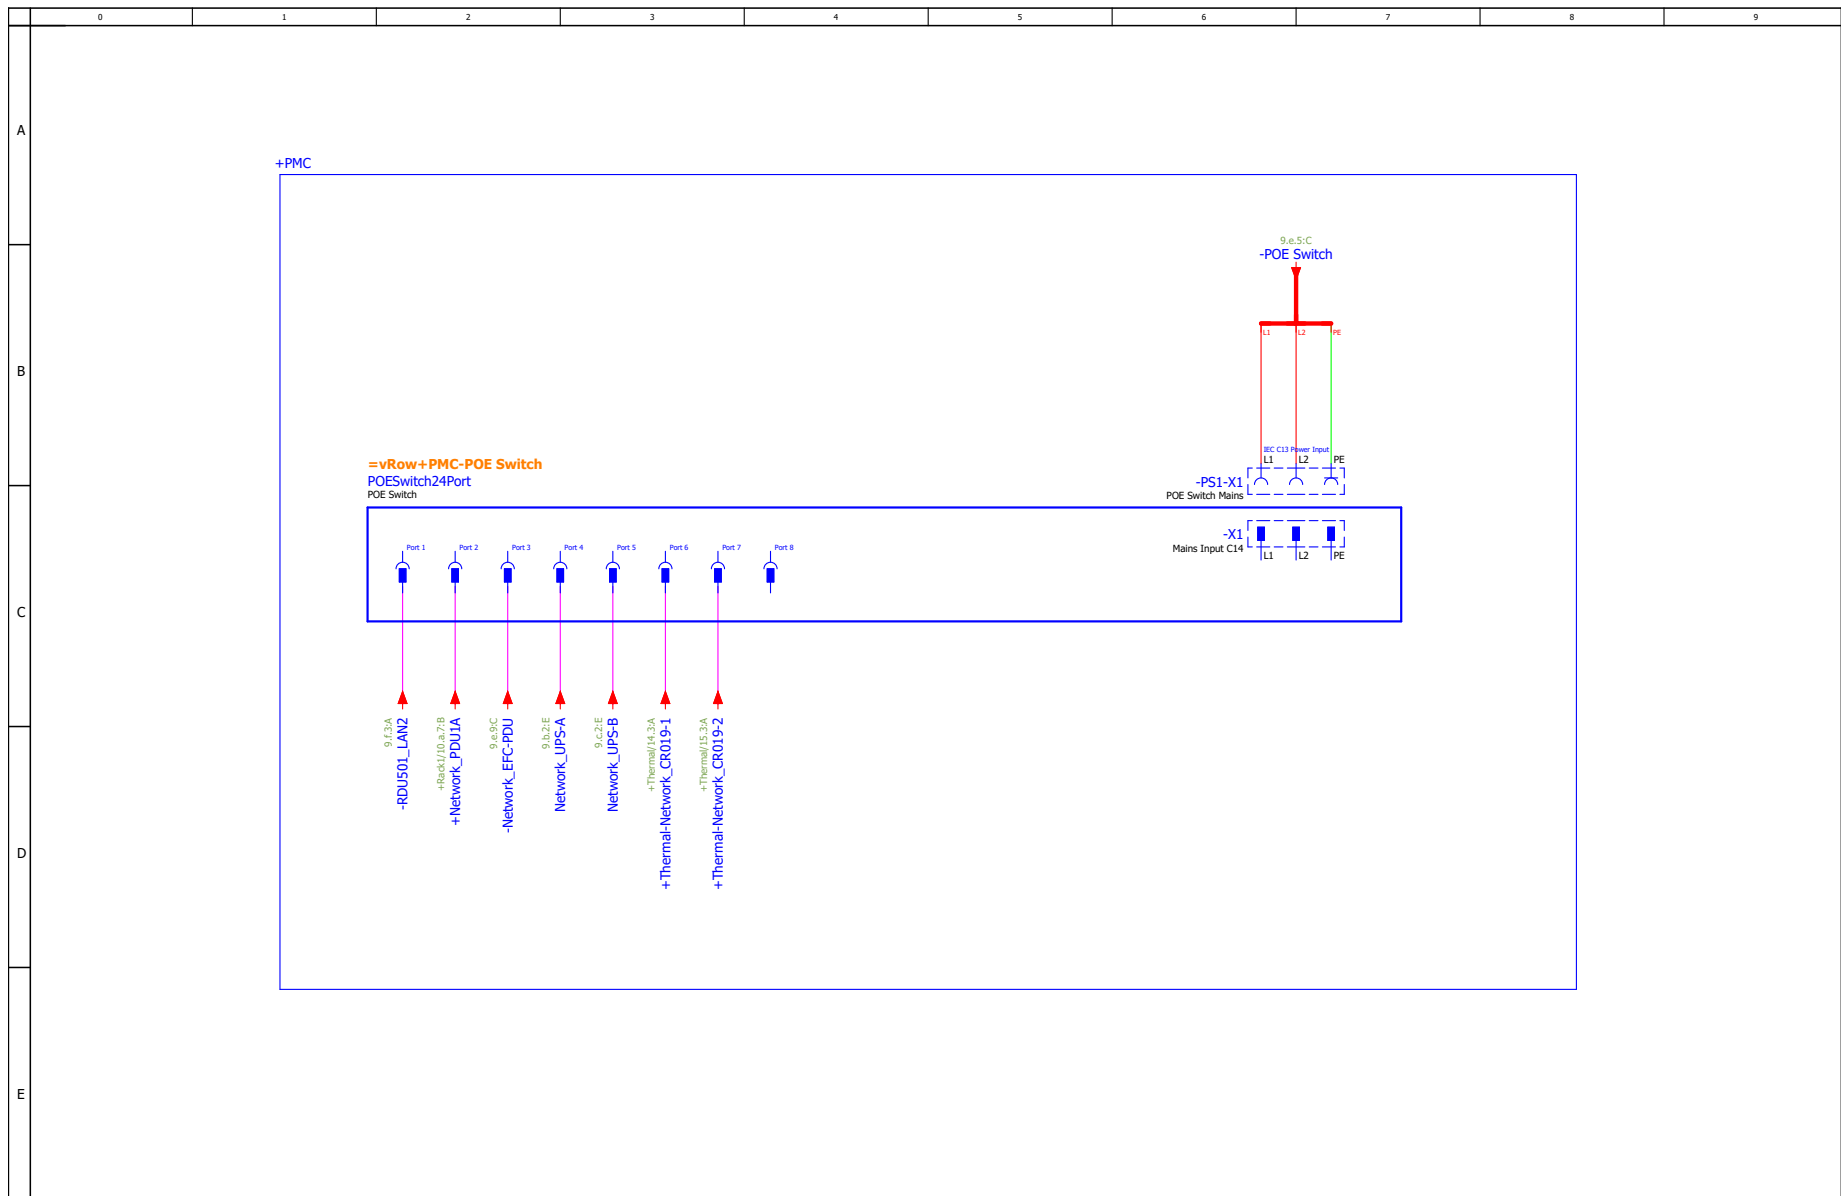 0 1 2 3 4 5 6 7 8 9
A
+PMC
9.e.5:C
-POE Switch
B
L1 L2 PE
IEC C13 Power Input
L1 L2 PE
=vRow+PMC-POE Switch
POESwitch24Port
POE Switch
-PS1-X1
POE Switch Mains
-X1
Mains Input C14
L1 L2 PE
Port 1 Port 2 Port 3 Port 4 Port 5 Port 6 Port 7 Port 8
C
9.f.3:A
-RDU501_LAN2
+Rack1/10.a.7:B
+Network_PDU1A
9.e.9:C
-Network_EFC-PDU
9.b.2:E
Network_UPS-A
9.c.2:E
Network_UPS-B
+Thermal/14.3:A
+Thermal-Network_CR019-1
+Thermal/15.3:A
+Thermal-Network_CR019-2
D
E